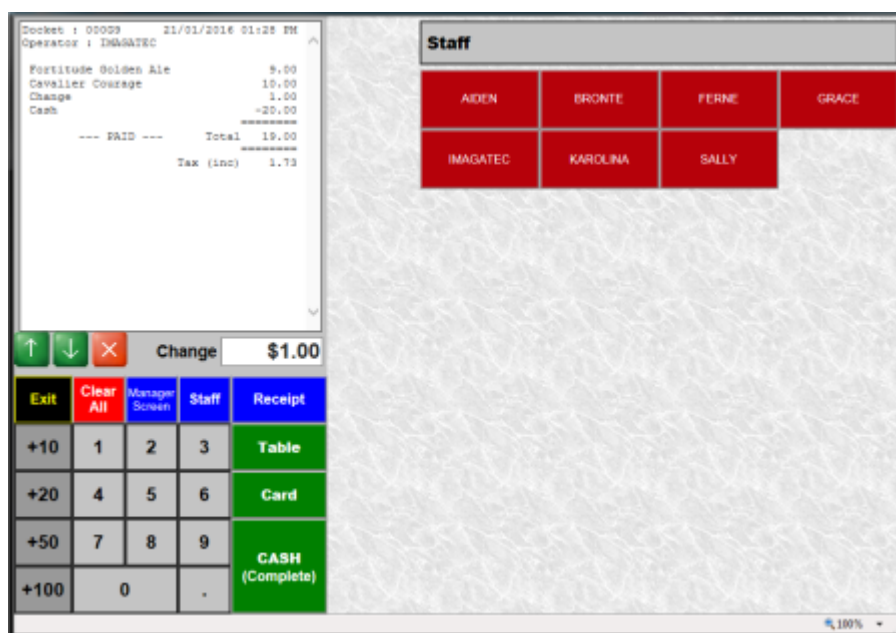 Docket : 00059 21/01/2016 01:28 PM
Operator : IMAGATEC
Fortitude Golden Ale 9.00
Cavalier Courage 10.00
Change 1.00
Cash -20.00
========
--- PAID --- Total 19.00
========
Tax (inc) 1.73
Change $1.00
Exit Clear All Manager Screen Staff Receipt
+10 1 2 3 Table
+20 4 5 6 Card
+50 7 8 9 CASH (Complete)
+100 0 .
Staff
AIDEN BRONTE FERNE GRACE
IMAGATEC KAROLINA SALLY
100%